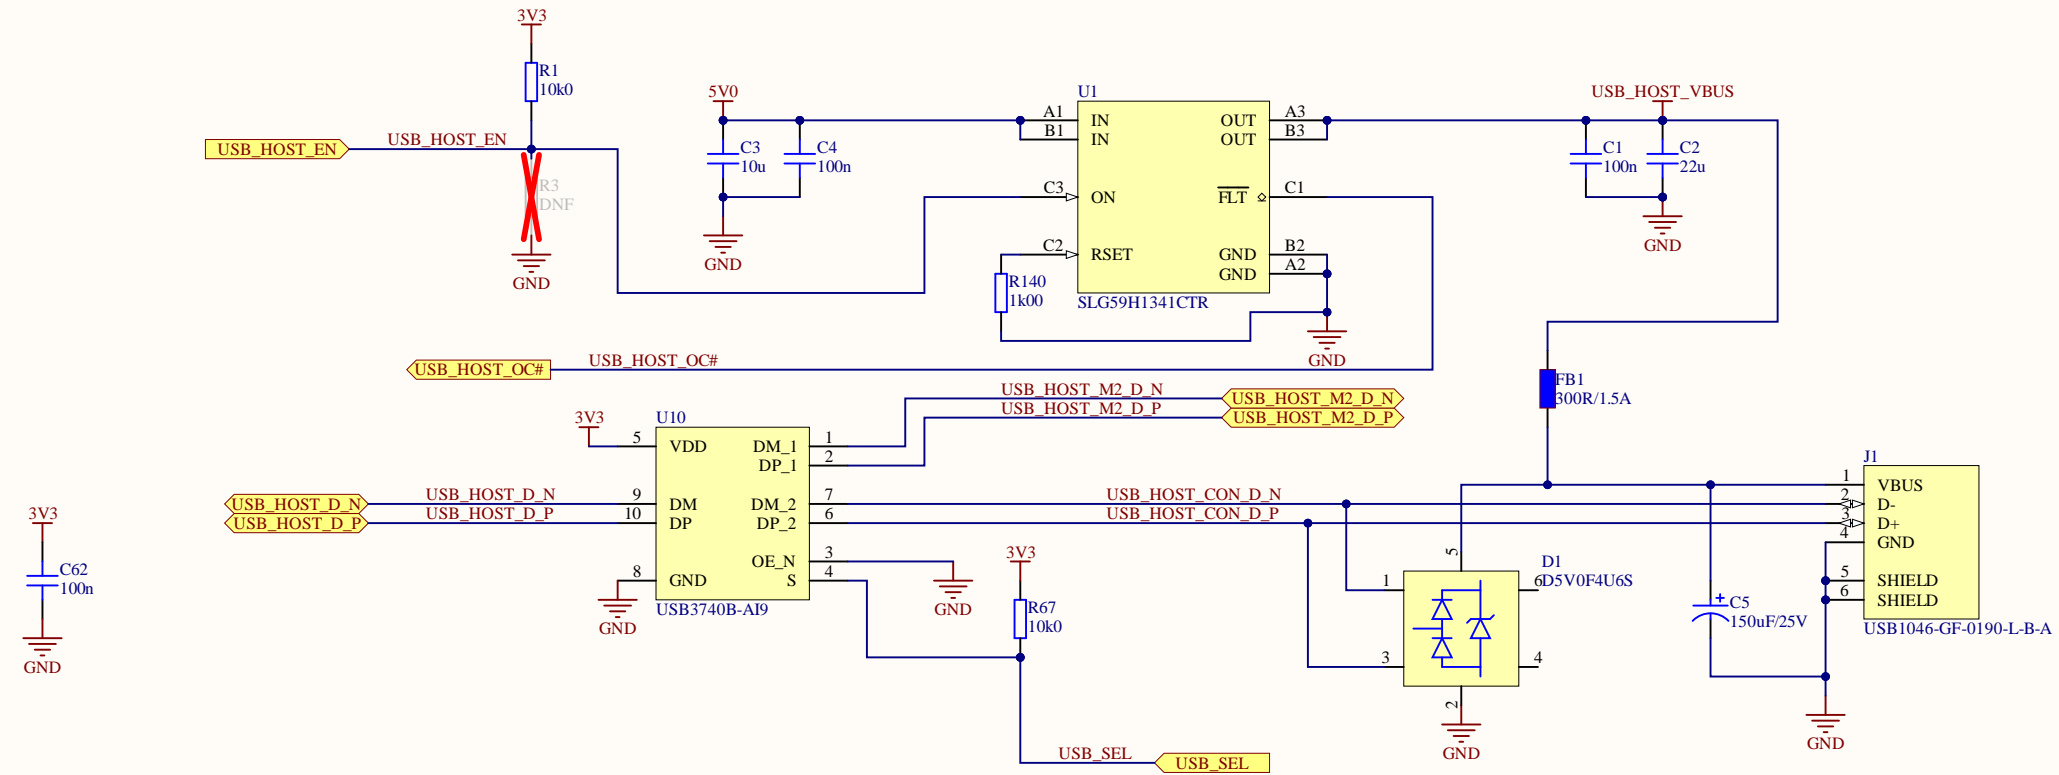 3V3
R1
10k0
USB_HOST_EN
USB_HOST_EN
R3
DNF
GND
5V0
C3
10u
C4
100n
GND
U1
A1 IN
B1 IN
C3 ON
C2 RSET
OUT A3
OUT B3
FLT C1
GND B2
GND A2
SLG59H1341CTR
R140
1k00
GND
USB_HOST_VBUS
C1
100n
C2
22u
GND
USB_HOST_OC#
USB_HOST_OC#
FB1
300R/1.5A
USB_HOST_M2_D_N
USB_HOST_M2_D_P
USB_HOST_M2_D_N
USB_HOST_M2_D_P
3V3
U10
5 VDD
9 DM
10 DP
8 GND
DM_1 1
DP_1 2
DM_2 7
DP_2 6
OE_N 3
S 4
USB3740B-AI9
GND
USB_HOST_D_N
USB_HOST_D_P
USB_HOST_D_N
USB_HOST_D_P
3V3
C62
100n
GND
USB_HOST_CON_D_N
USB_HOST_CON_D_P
GND
3V3
R67
10k0
USB_SEL
USB_SEL
D1
D5V0F4U6S
5
1
6
3
4
2
GND
J1
1 VBUS
2 D-
3 D+
4 GND
5 SHIELD
6 SHIELD
USB1046-GF-0190-L-B-A
+
C5
150uF/25V
GND